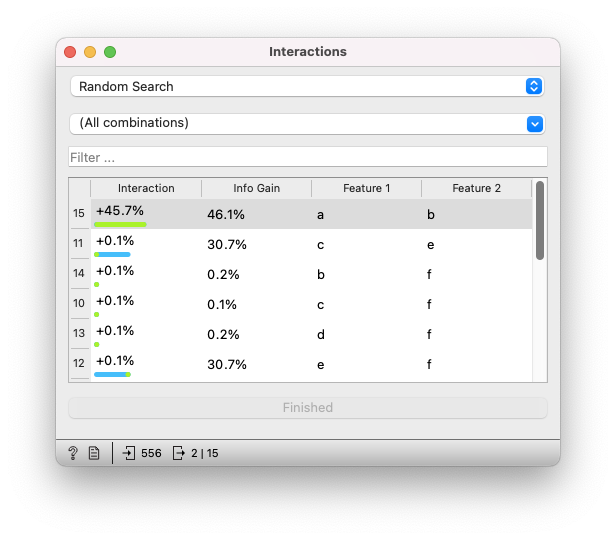 Interactions
Random Search
(All combinations)
Filter ...
Interaction Info Gain Feature 1 Feature 2
15 +45.7% 46.1% a b
11 +0.1% 30.7% c e
14 +0.1% 0.2% b f
10 +0.1% 0.1% c f
13 +0.1% 0.2% d f
12 +0.1% 30.7% e f
Finished
? 556 2 | 15